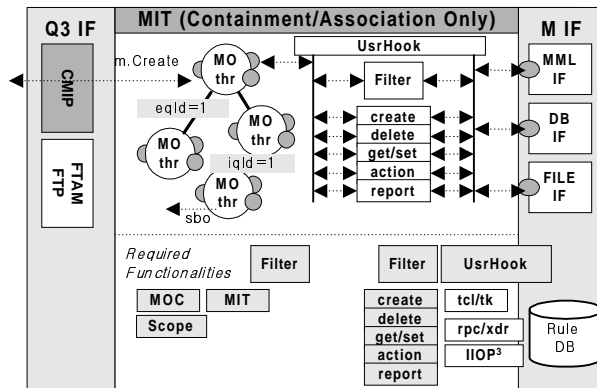 Q3 IF
MIT (Containment/Association Only)
M IF
UsrHook
m.Create
MO
thr
Filter
MML
IF
CMIP
eqId=1
MO
thr
create
delete
get/set
action
report
DB
IF
MO
thr
iqId=1
FTAM
FTP
MO
thr
FILE
IF
sbo
Required
Functionalities
Filter
Filter
UsrHook
MOC
MIT
Scope
create
delete
get/set
action
report
tcl/tk
rpc/xdr
IIOP³
Rule
DB